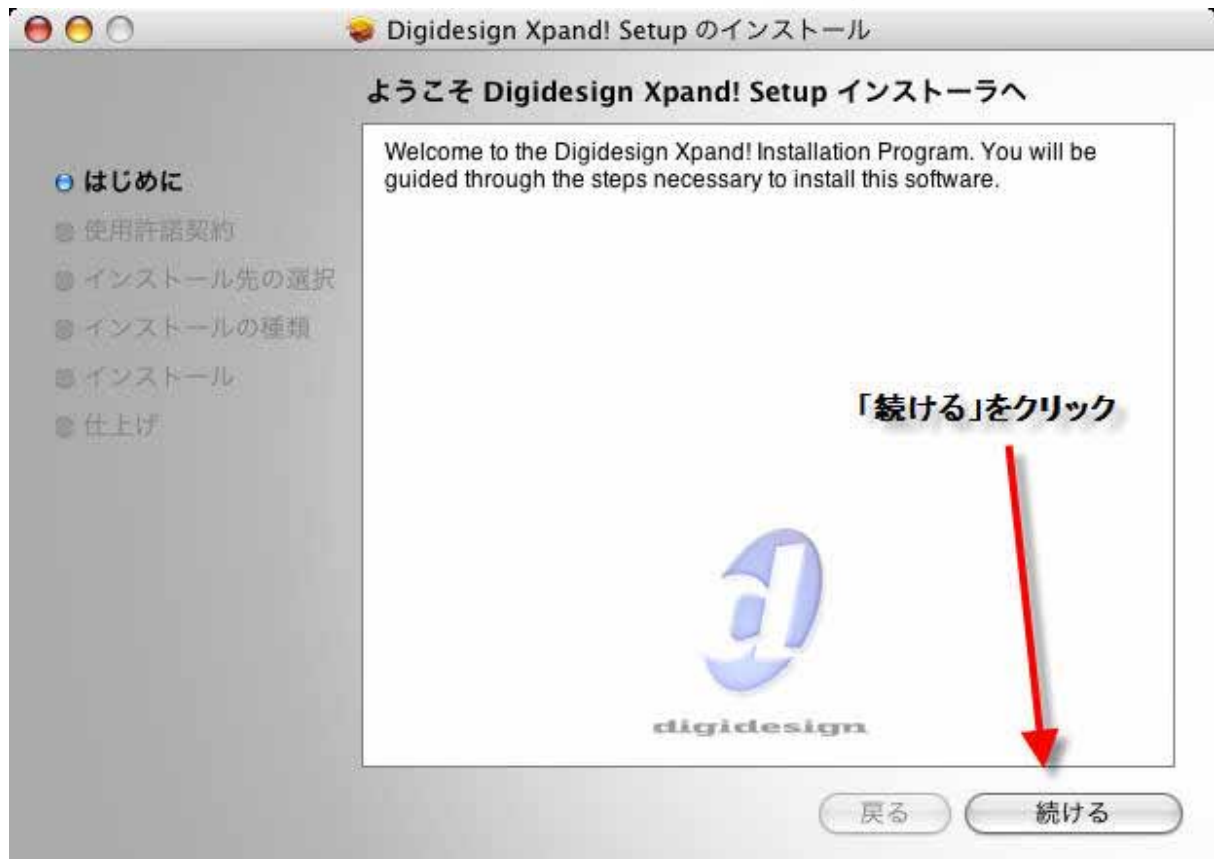 Digidesign Xpand! Setup のインストール
ようこそ Digidesign Xpand! Setup インストーラへ
はじめに
使用許諾契約
インストール先の選択
インストールの種類
インストール
仕上げ
Welcome to the Digidesign Xpand! Installation Program. You will be
guided through the steps necessary to install this software.
「続ける」をクリック
digidesign
戻る
続ける